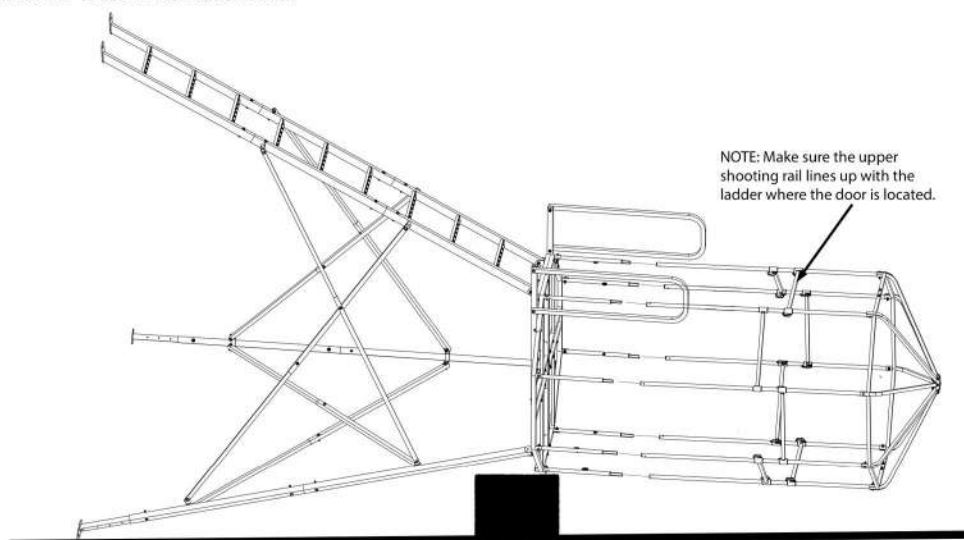 NOTE: Make sure the upper
shooting rail lines up with the
ladder where the door is located.